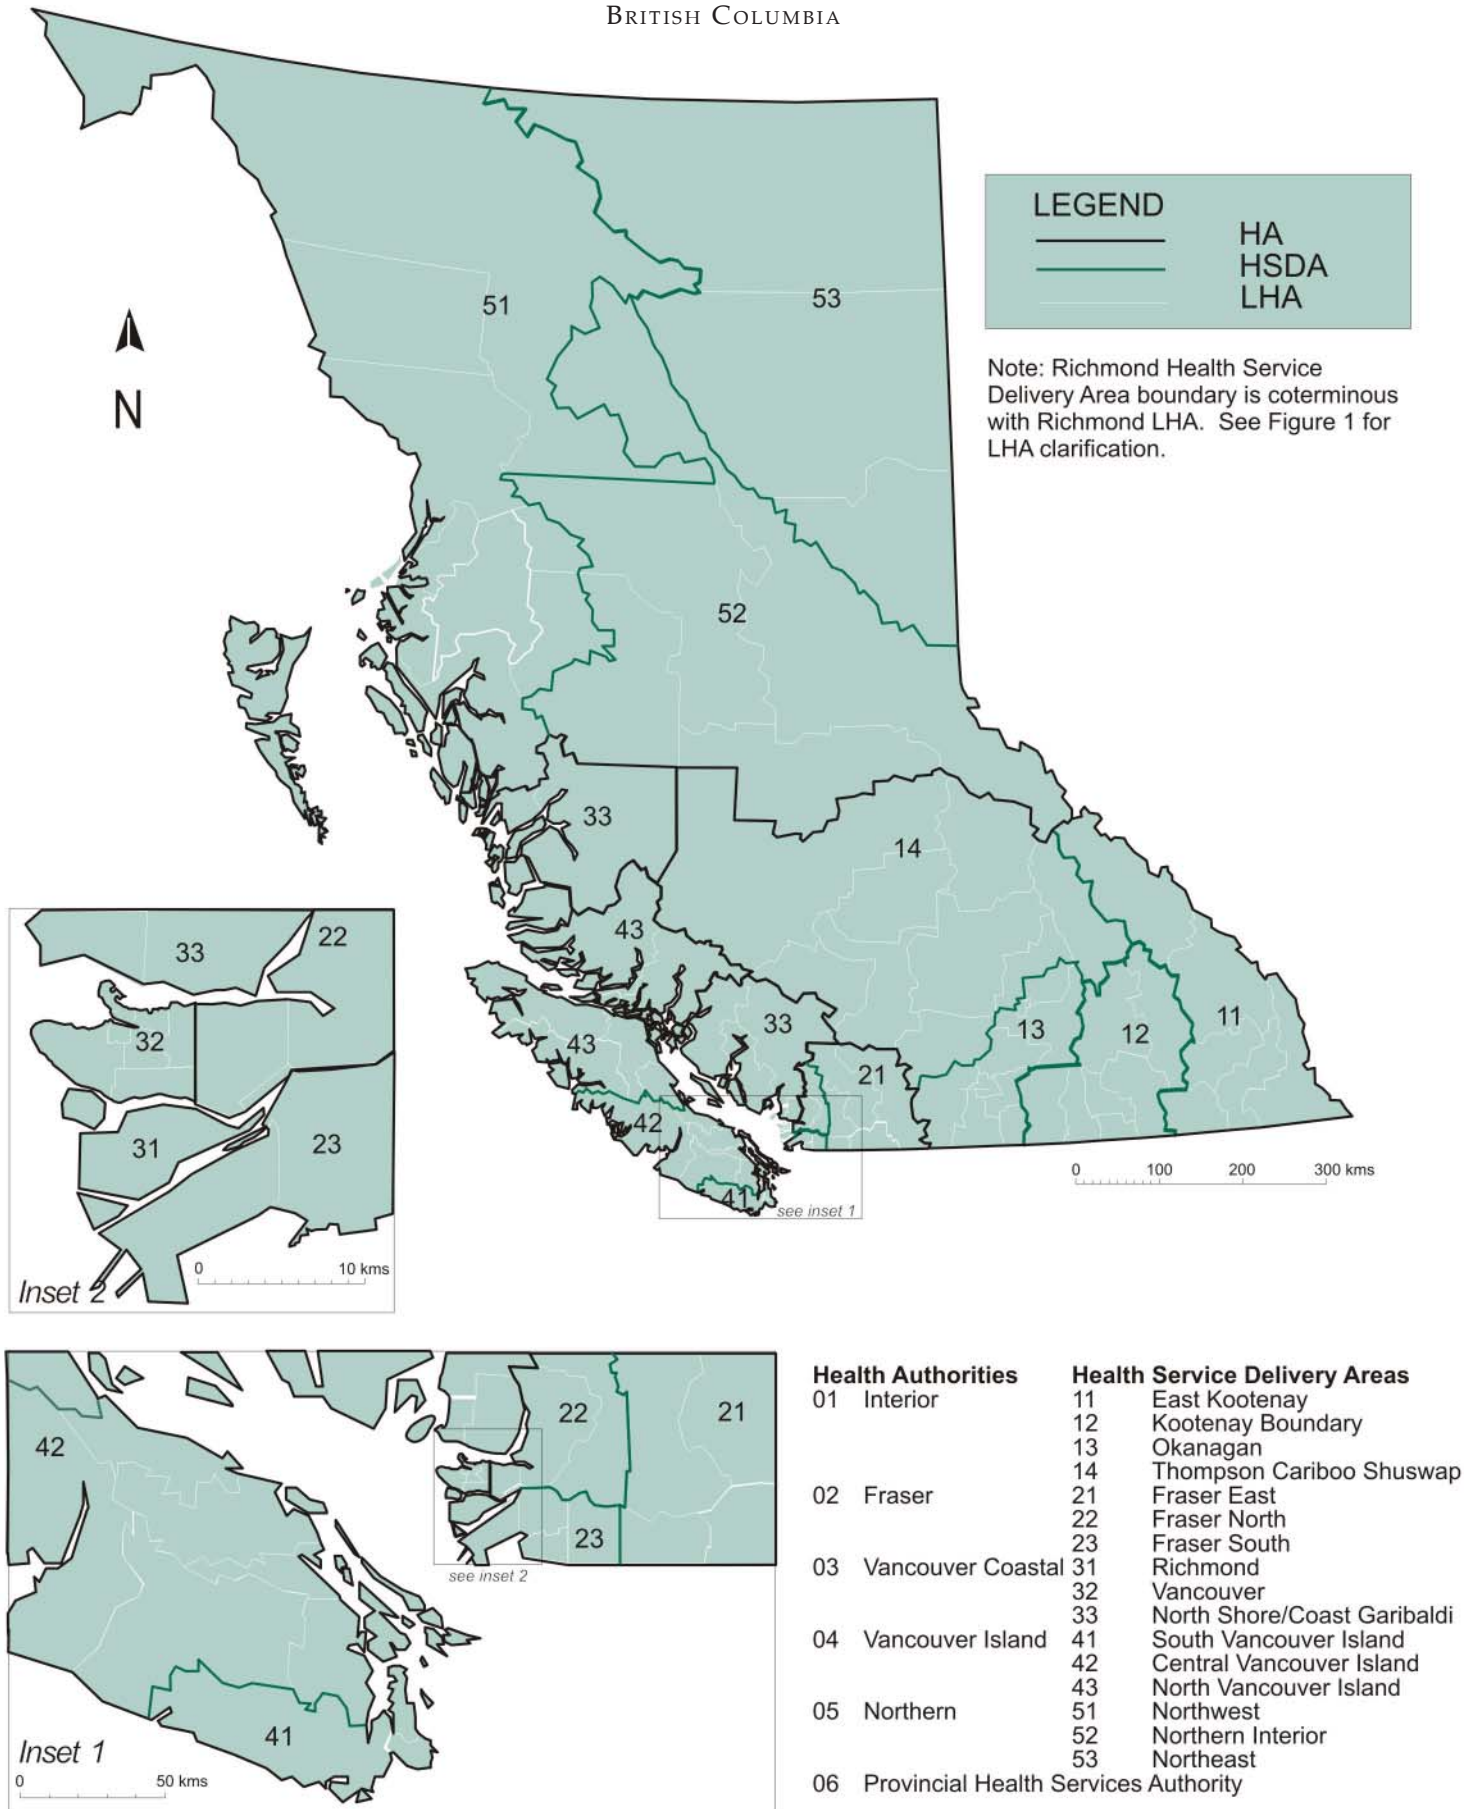 BRITISH COLUMBIA
LEGEND
HA
HSDA
LHA
Note: Richmond Health Service
Delivery Area boundary is coterminous
with Richmond LHA. See Figure 1 for
LHA clarification.
N
51
53
52
33
14
43
33
13
12
11
43
21
42
41
see inset 1
0 100 200 300 kms
33
22
32
31
23
0 10 kms
Inset 2
42
22
21
23
see inset 2
41
Inset 1
0 50 kms
Health Authorities Health Service Delivery Areas
01 Interior 11 East Kootenay
12 Kootenay Boundary
13 Okanagan
14 Thompson Cariboo Shuswap
02 Fraser 21 Fraser East
22 Fraser North
23 Fraser South
03 Vancouver Coastal 31 Richmond
32 Vancouver
33 North Shore/Coast Garibaldi
04 Vancouver Island 41 South Vancouver Island
42 Central Vancouver Island
43 North Vancouver Island
05 Northern 51 Northwest
52 Northern Interior
53 Northeast
06 Provincial Health Services Authority